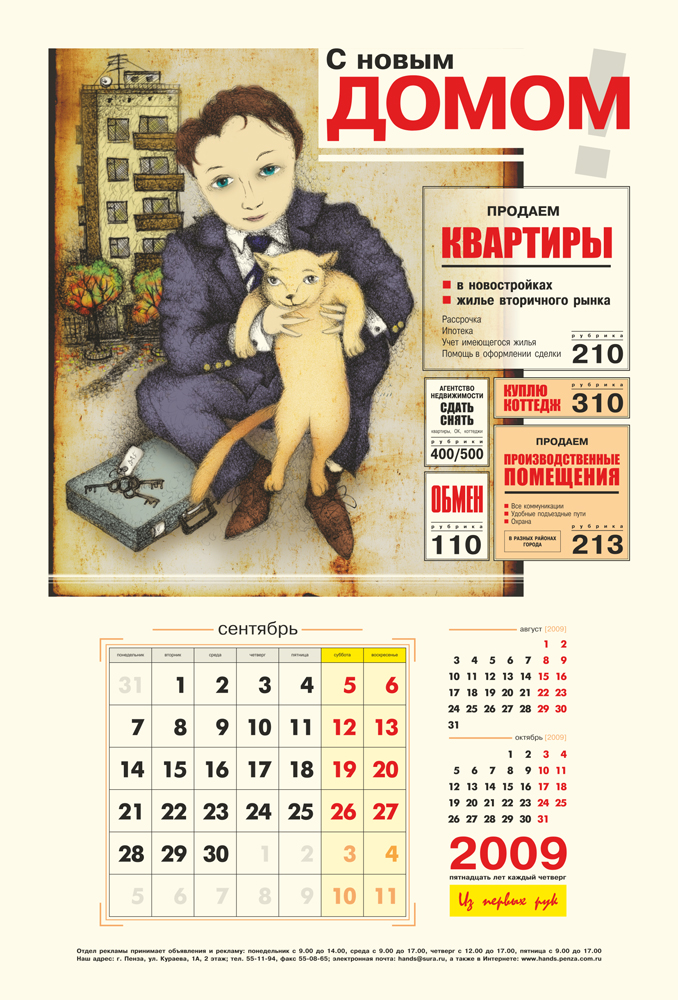 С новым
ДОМОМ!
ПРОДАЕМ
КВАРТИРЫ
в новостройках
жилье вторичного рынка
Рассрочка
Ипотека
Учет имеющегося жилья
Помощь в оформлении сделки
рубрика
210
АГЕНТСТВО
НЕДВИЖИМОСТИ
СДАТЬ
СНЯТЬ
квартиры, ОК, коттеджи
рубрики
400/500
КУПЛЮ
КОТТЕДЖ
рубрика
310
ОБМЕН
рубрика
110
ПРОДАЕМ
ПРОИЗВОДСТВЕННЫЕ
ПОМЕЩЕНИЯ
Все коммуникации
Удобные подъездные пути
Охрана
В РАЗНЫХ РАЙОНАХ
ГОРОДА
рубрика
213
сентябрь
понедельник вторник среда четверг пятница суббота воскресенье
31 1 2 3 4 5 6
7 8 9 10 11 12 13
14 15 16 17 18 19 20
21 22 23 24 25 26 27
28 29 30 1 2 3 4
5 6 7 8 9 10 11
август [2009]
1 2
3 4 5 6 7 8 9
10 11 12 13 14 15 16
17 18 19 20 21 22 23
24 25 26 27 28 29 30
31
октябрь [2009]
1 2 3 4
5 6 7 8 9 10 11
12 13 14 15 16 17 18
19 20 21 22 23 24 25
26 27 28 29 30 31
2009
пятнадцать лет каждый четверг
Из первых рук
Отдел рекламы принимает объявления и рекламу: понедельник с 9.00 до 14.00, среда с 9.00 до 17.00, четверг с 12.00 до 17.00, пятница с 9.00 до 17.00
Наш адрес: г. Пенза, ул. Кураева, 1А, 2 этаж; тел. 55-11-94, факс 55-08-65; электронная почта: hands@sura.ru, а также в Интернете: www.hands.penza.com.ru